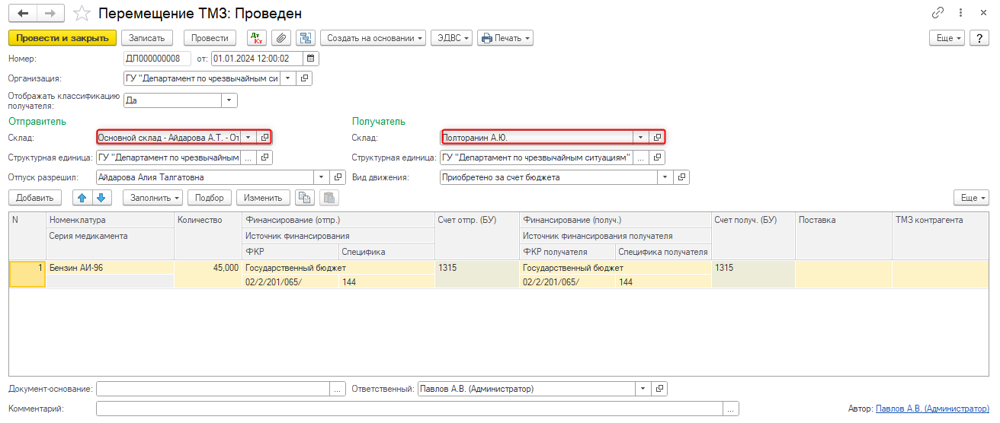 Перемещение ТМЗ: Проведен
Провести и закрыть Записать Провести Дт Кт Создать на основании ЭДВС Печать Еще ?
Номер: ДП000000008 от: 01.01.2024 12:00:02
Организация: ГУ "Департамент по чрезвычайным си
Отображать классификацию
получателя: Да
Отправитель Получатель
Склад: Основной склад - Айдарова А.Т. - От Склад: Полторанин А.Ю.
Структурная единица: ГУ "Департамент по чрезвычайным ... Структурная единица: ГУ "Департамент по чрезвычайным ситуациям" ...
Отпуск разрешил: Айдарова Алия Талгатовна Вид движения: Приобретено за счет бюджета
Добавить Заполнить Подбор Изменить Еще
N Номенклатура Количество Финансирование (отпр.) Счет отпр. (БУ) Финансирование (получ.) Счет получ. (БУ) Поставка ТМЗ контрагента
Серия медикамента Источник финансирования Источник финансирования получателя
ФКР Специфика ФКР получателя Специфика получателя
1 Бензин АИ-96 45,000 Государственный бюджет 1315 Государственный бюджет 1315
02/2/201/065/ 144 02/2/201/065/ 144
Документ-основание: ... Ответственный: Павлов А.В. (Администратор)
Комментарий: ... Автор: Павлов А.В. (Администратор)